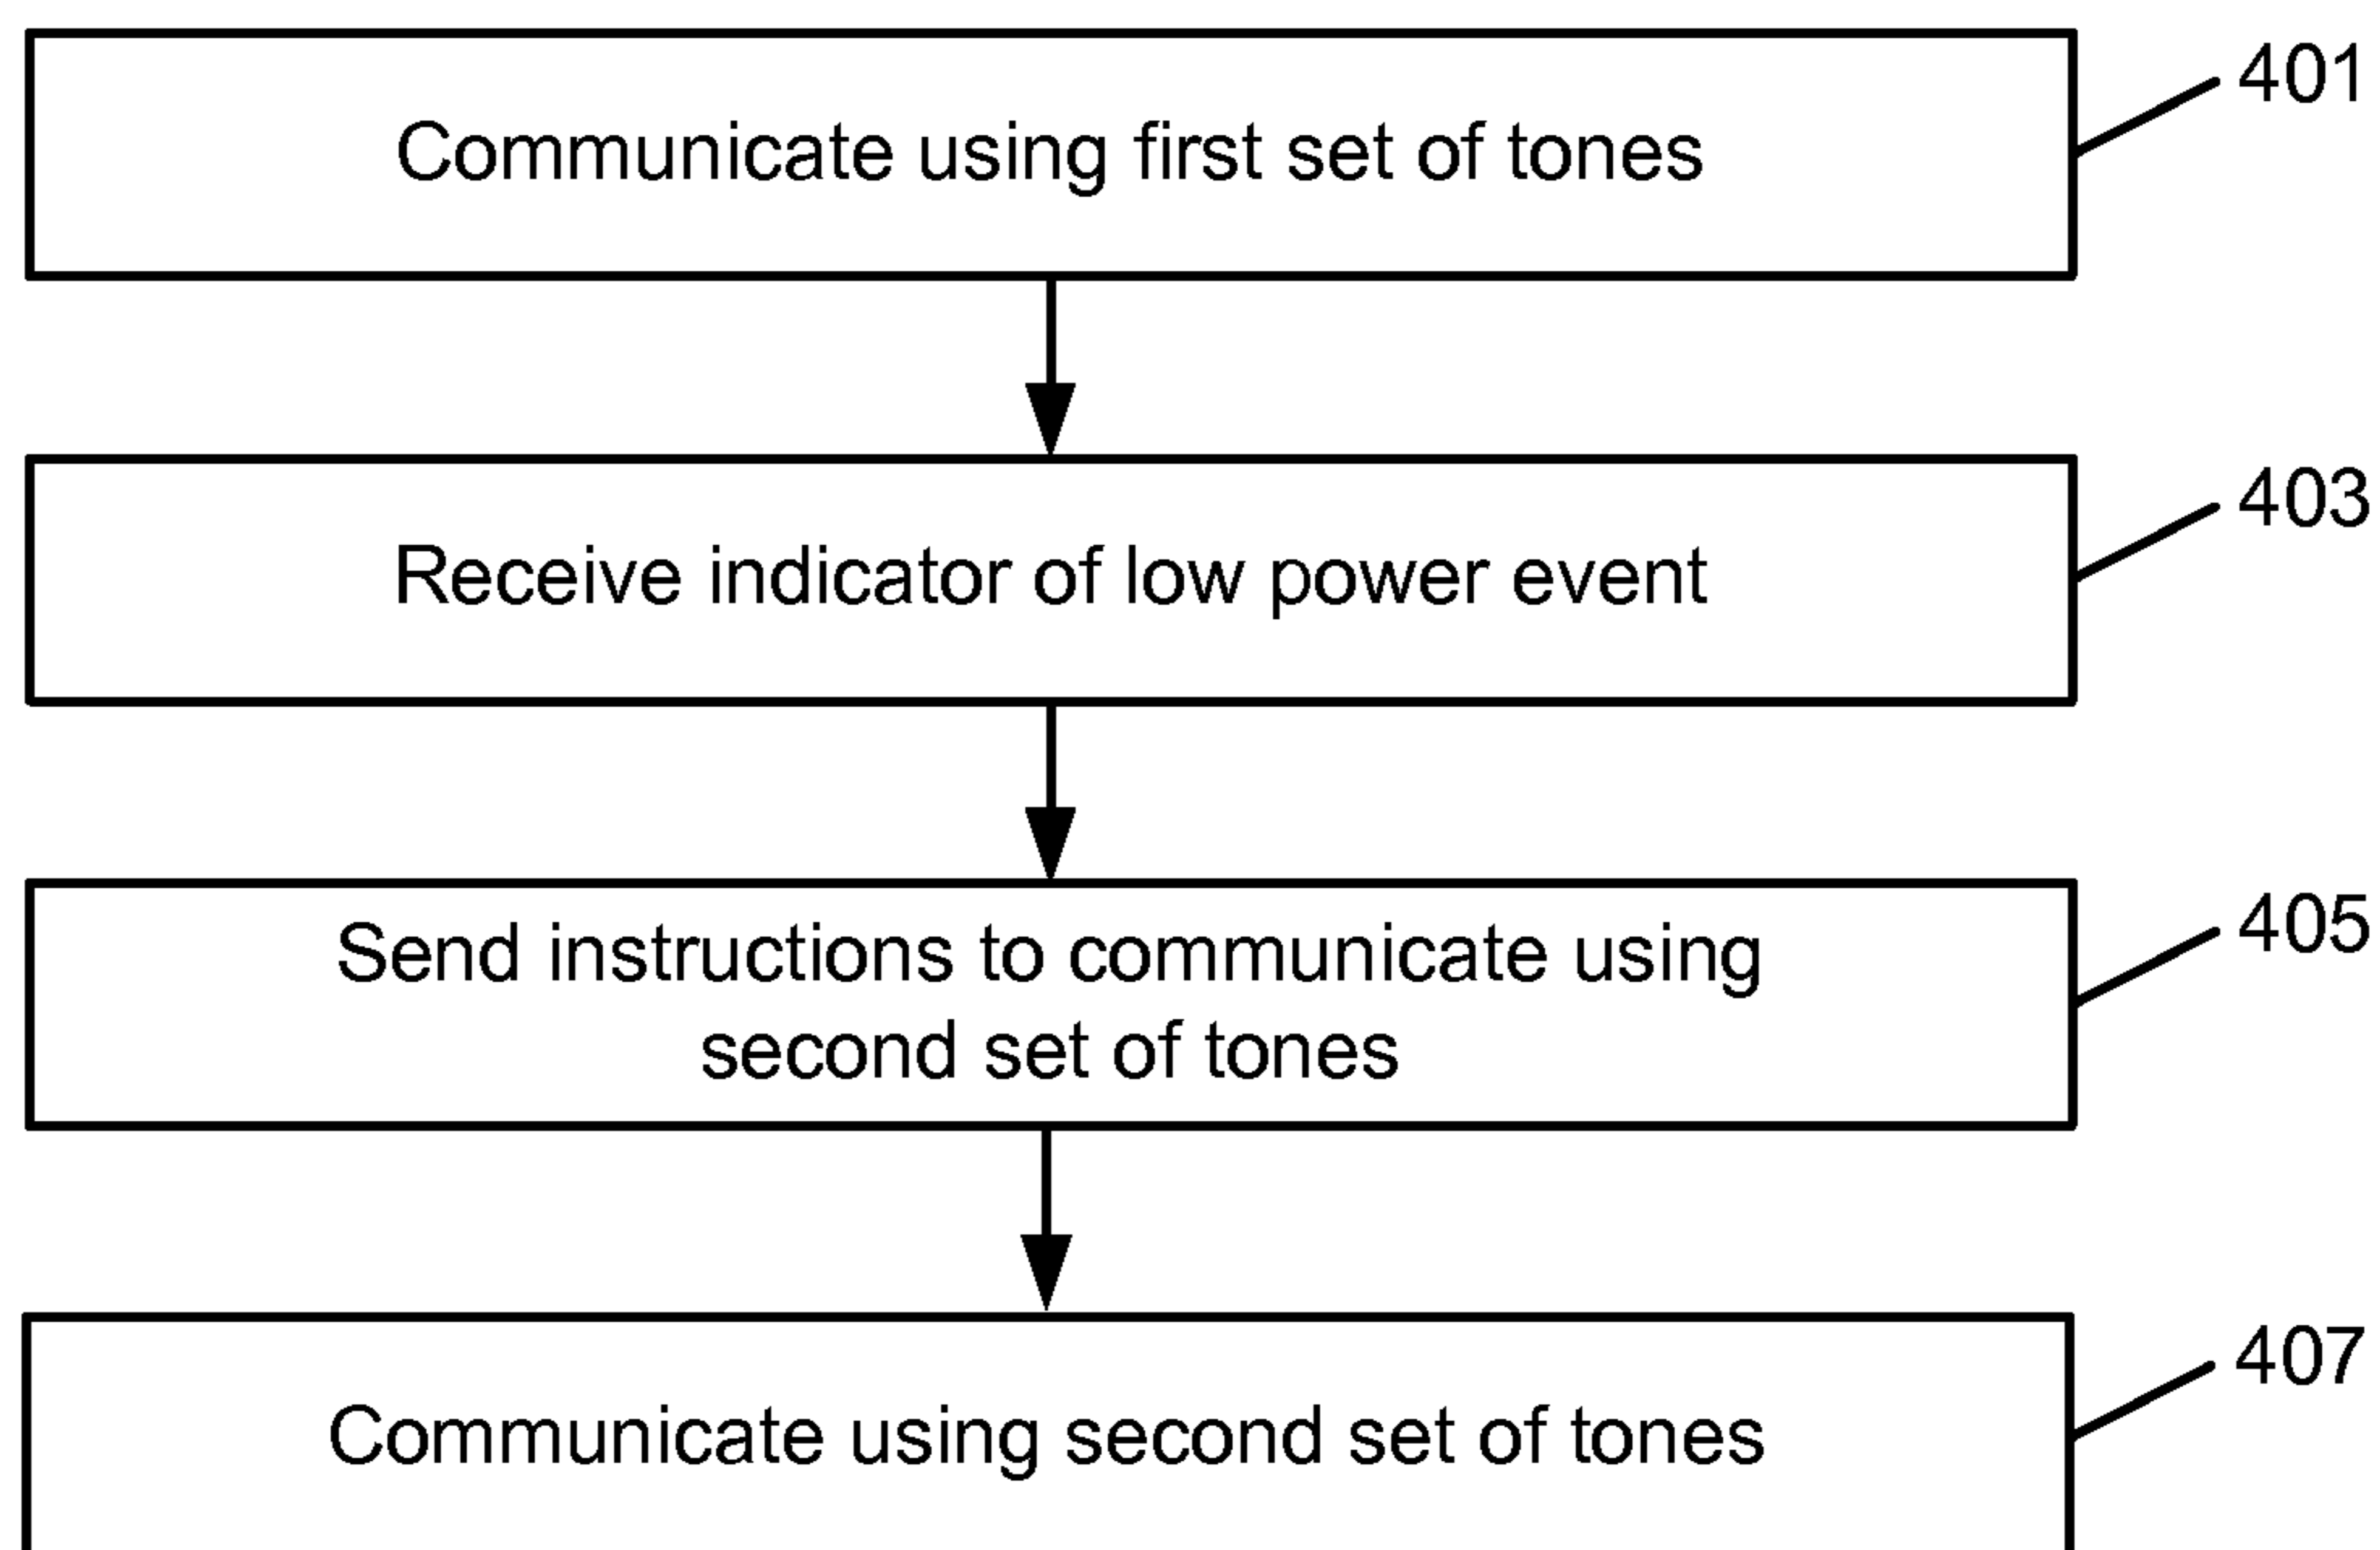 Communicate using first set of tones
401
Receive indicator of low power event
403
Send instructions to communicate using
second set of tones
405
Communicate using second set of tones
407